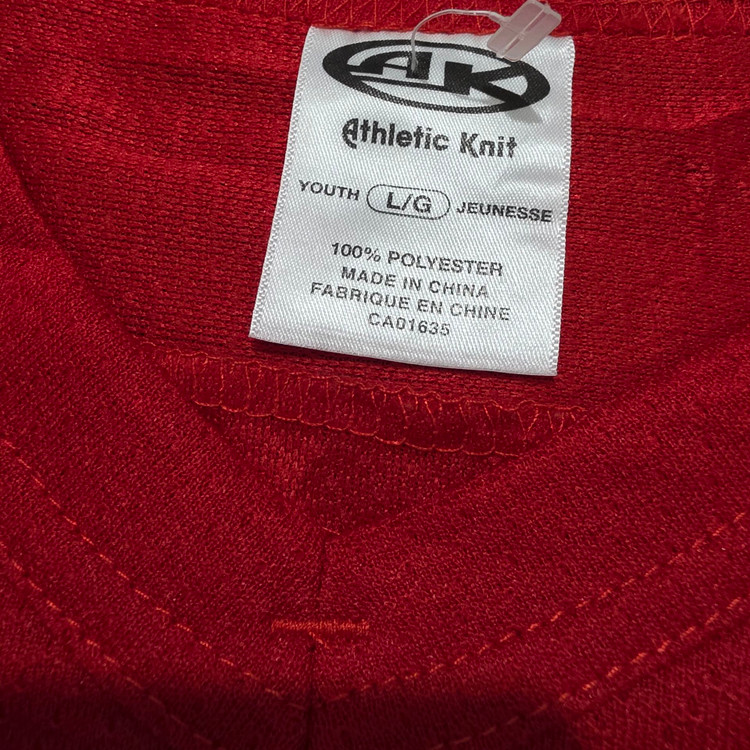 AK
Athletic Knit
YOUTH L/G JEUNESSE
100% POLYESTER
MADE IN CHINA
FABRIQUE EN CHINE
CA01635